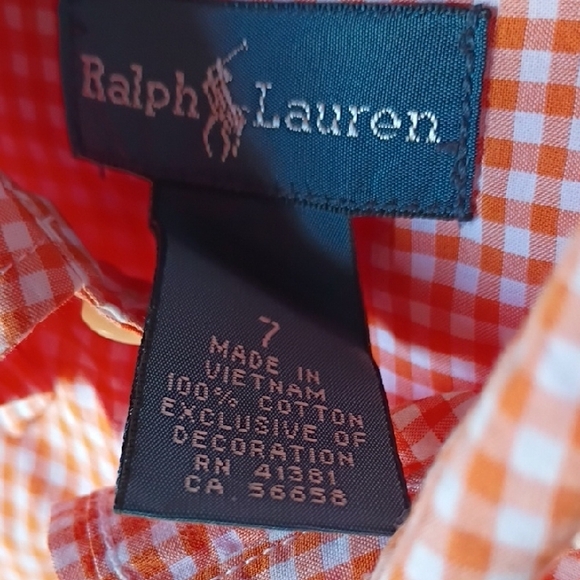 Ralph Lauren
7
MADE IN
VIETNAM
100% COTTON
EXCLUSIVE OF
DECORATION
RN 41381
CA 56658